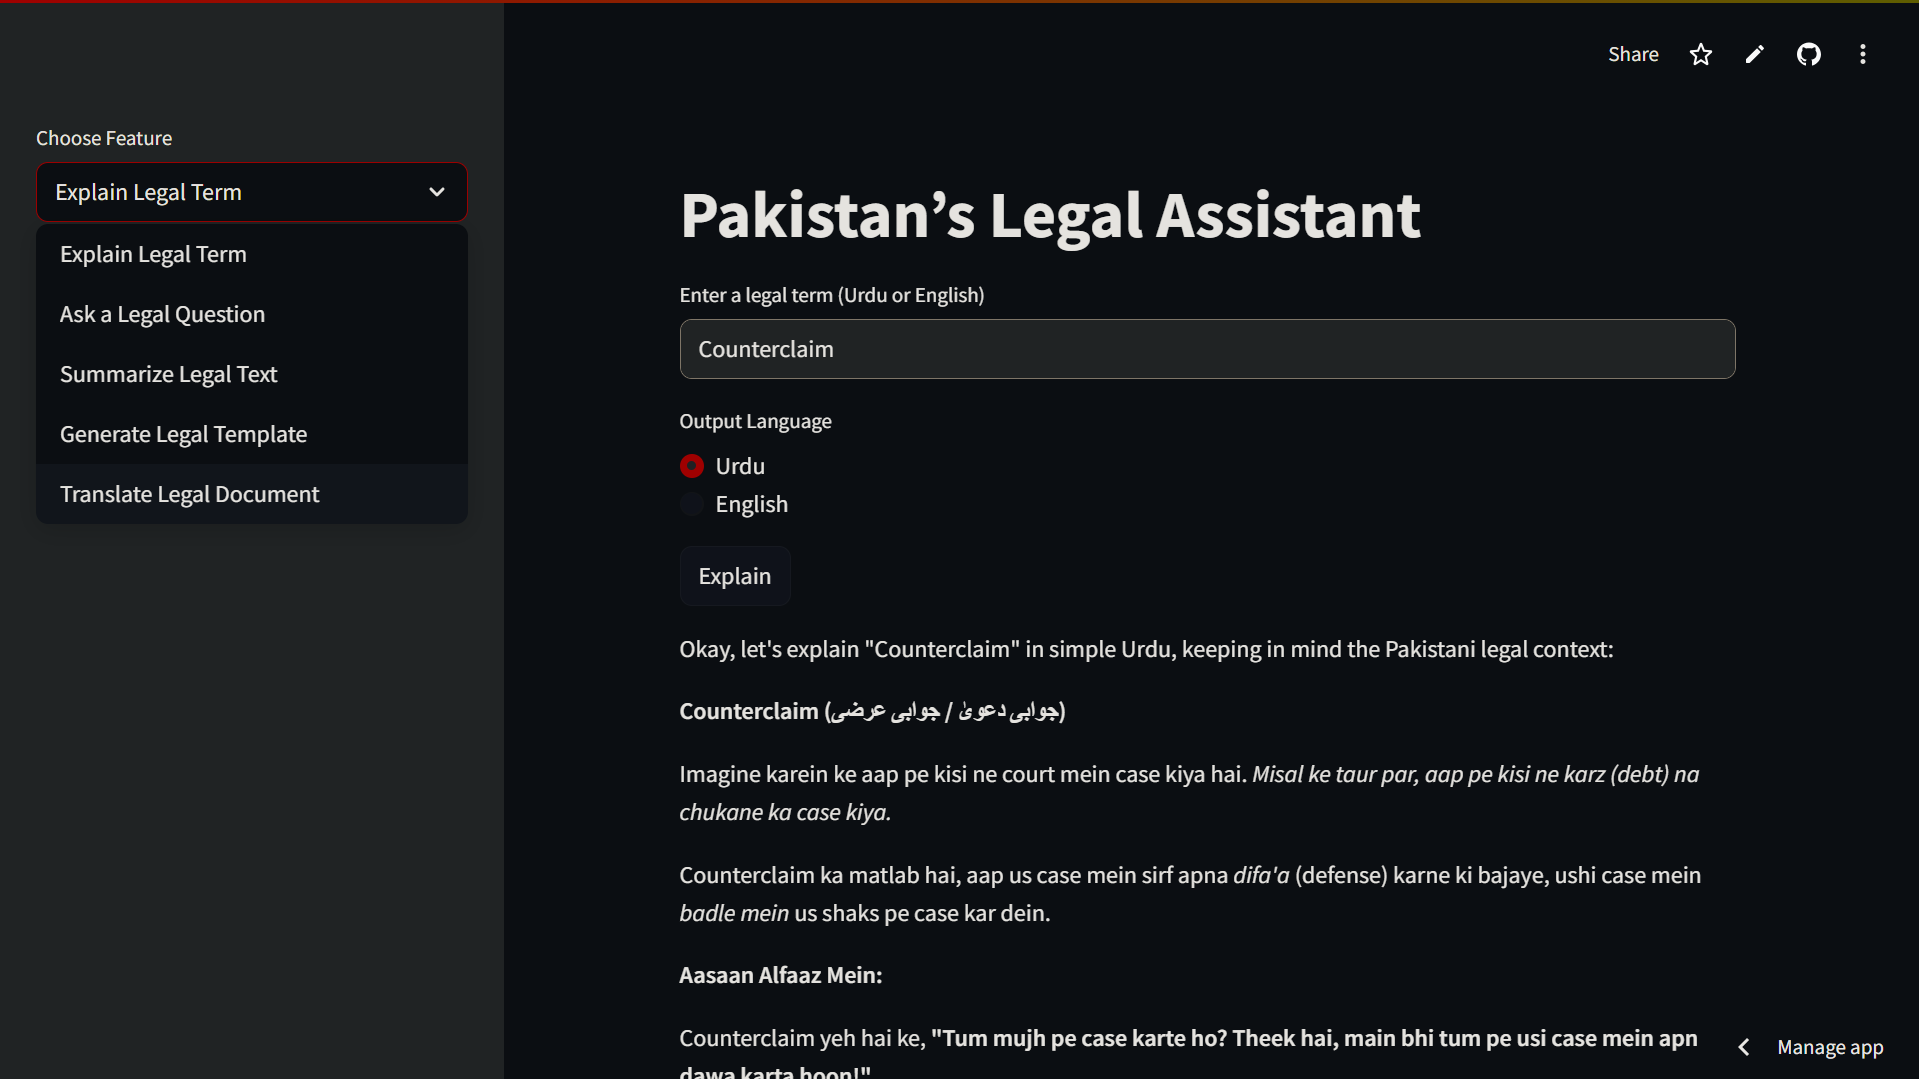 Share
Choose Feature
Explain Legal Term
Explain Legal Term
Ask a Legal Question
Summarize Legal Text
Generate Legal Template
Translate Legal Document
Pakistan’s Legal Assistant
Enter a legal term (Urdu or English)
Counterclaim
Output Language
Urdu
English
Explain
Okay, let's explain "Counterclaim" in simple Urdu, keeping in mind the Pakistani legal context:
Counterclaim (جوابی دعویٰ / جوابی عرضی)
Imagine karein ke aap pe kisi ne court mein case kiya hai. Misal ke taur par, aap pe kisi ne karz (debt) na
chukane ka case kiya.
Counterclaim ka matlab hai, aap us case mein sirf apna difa'a (defense) karne ki bajaye, ushi case mein
badle mein us shaks pe case kar dein.
Aasaan Alfaaz Mein:
Counterclaim yeh hai ke, "Tum mujh pe case karte ho? Theek hai, main bhi tum pe usi case mein apn
dawa karta hoon!"
Manage app